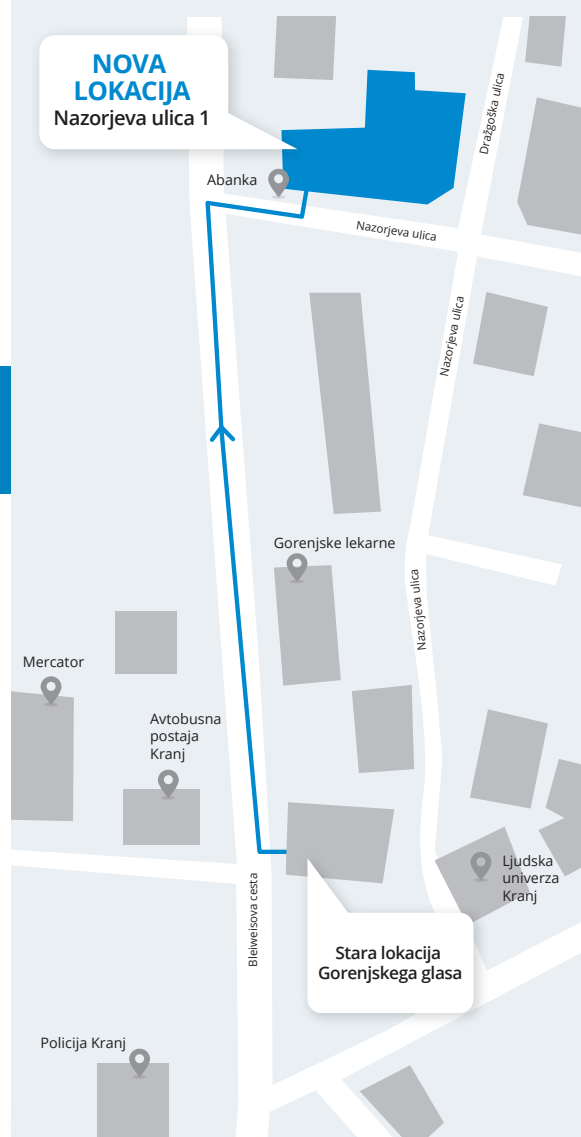 NOVA
LOKACIJA
Nazorjeva ulica 1
Dražgoška ulica
Abanka
Nazorjeva ulica
Nazorjeva ulica
Gorenjske lekarne
Nazorjeva ulica
Mercator
Avtobusna
postaja
Kranj
Ljudska
univerza
Kranj
Bleiweisova cesta
Stara lokacija
Gorenjskega glasa
Policija Kranj